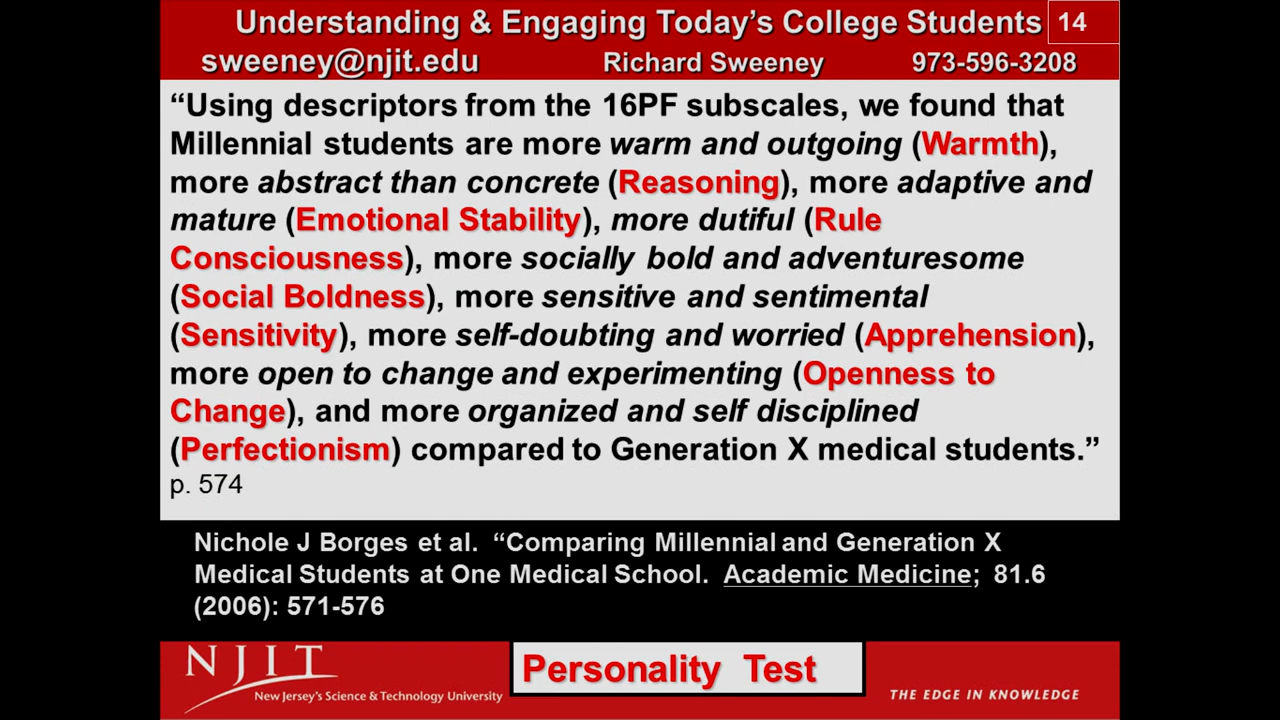 Understanding & Engaging Today’s College Students 14
sweeney@njit.edu Richard Sweeney 973-596-3208
“Using descriptors from the 16PF subscales, we found that
Millennial students are more warm and outgoing (Warmth),
more abstract than concrete (Reasoning), more adaptive and
mature (Emotional Stability), more dutiful (Rule
Consciousness), more socially bold and adventuresome
(Social Boldness), more sensitive and sentimental
(Sensitivity), more self-doubting and worried (Apprehension),
more open to change and experimenting (Openness to
Change), and more organized and self disciplined
(Perfectionism) compared to Generation X medical students.”
p. 574
Nichole J Borges et al. “Comparing Millennial and Generation X
Medical Students at One Medical School. Academic Medicine; 81.6
(2006): 571-576
NJIT
New Jersey’s Science & Technology University
Personality Test
THE EDGE IN KNOWLEDGE